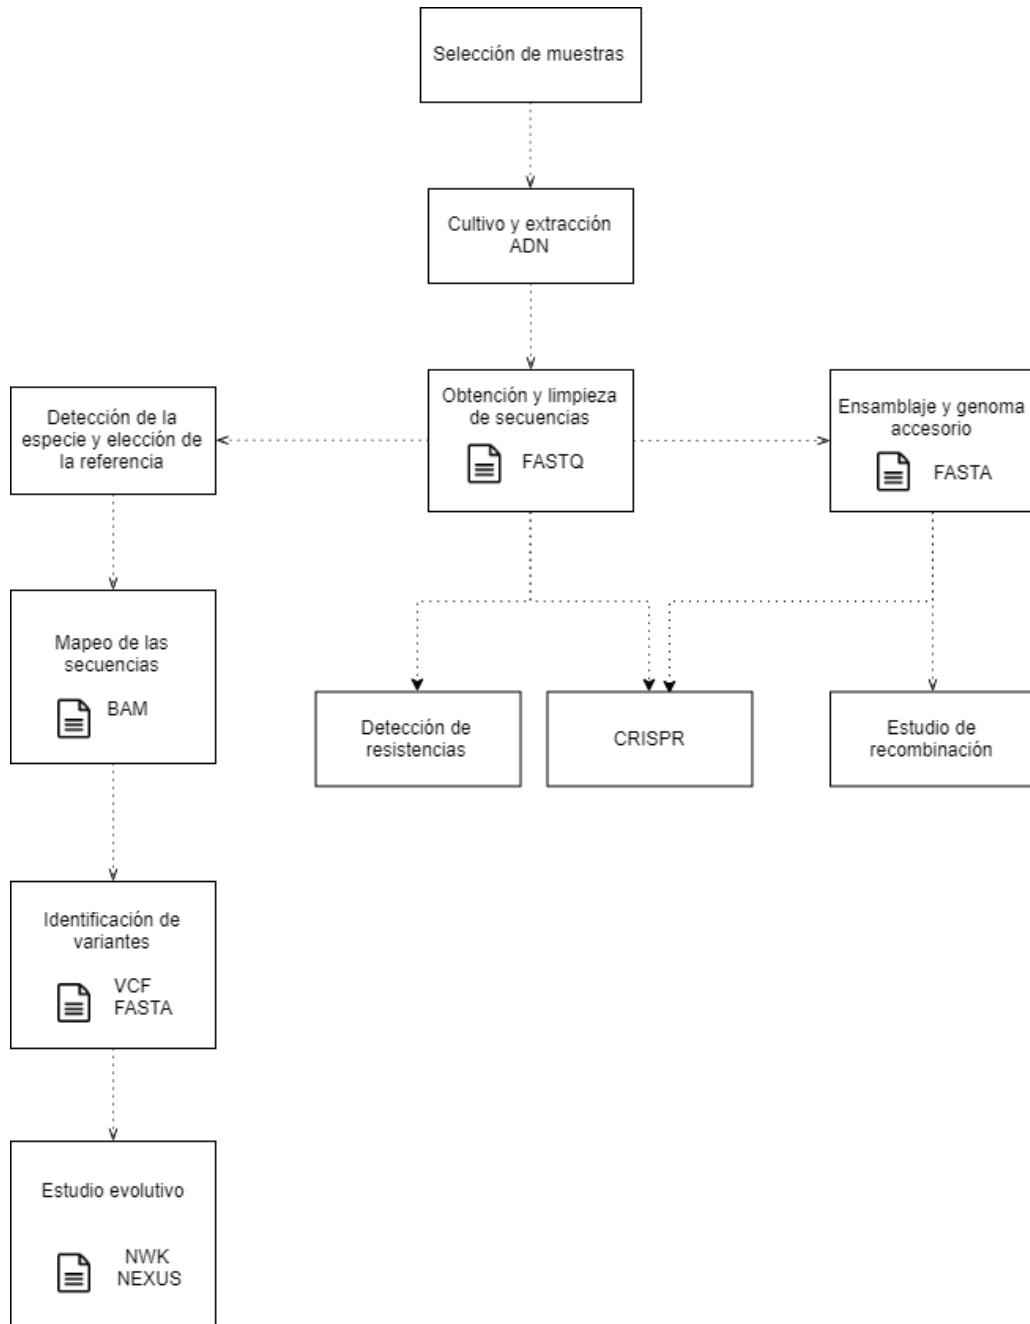 Selección de muestras
Cultivo y extracción
ADN
Obtención y limpieza
de secuencias
FASTQ
Detección de la
especie y elección de
la referencia
Ensamblaje y genoma
accesorio
FASTA
Mapeo de las
secuencias
BAM
Detección de
resistencias
CRISPR
Estudio de
recombinación
Identificación de
variantes
VCF
FASTA
Estudio evolutivo
NWK
NEXUS